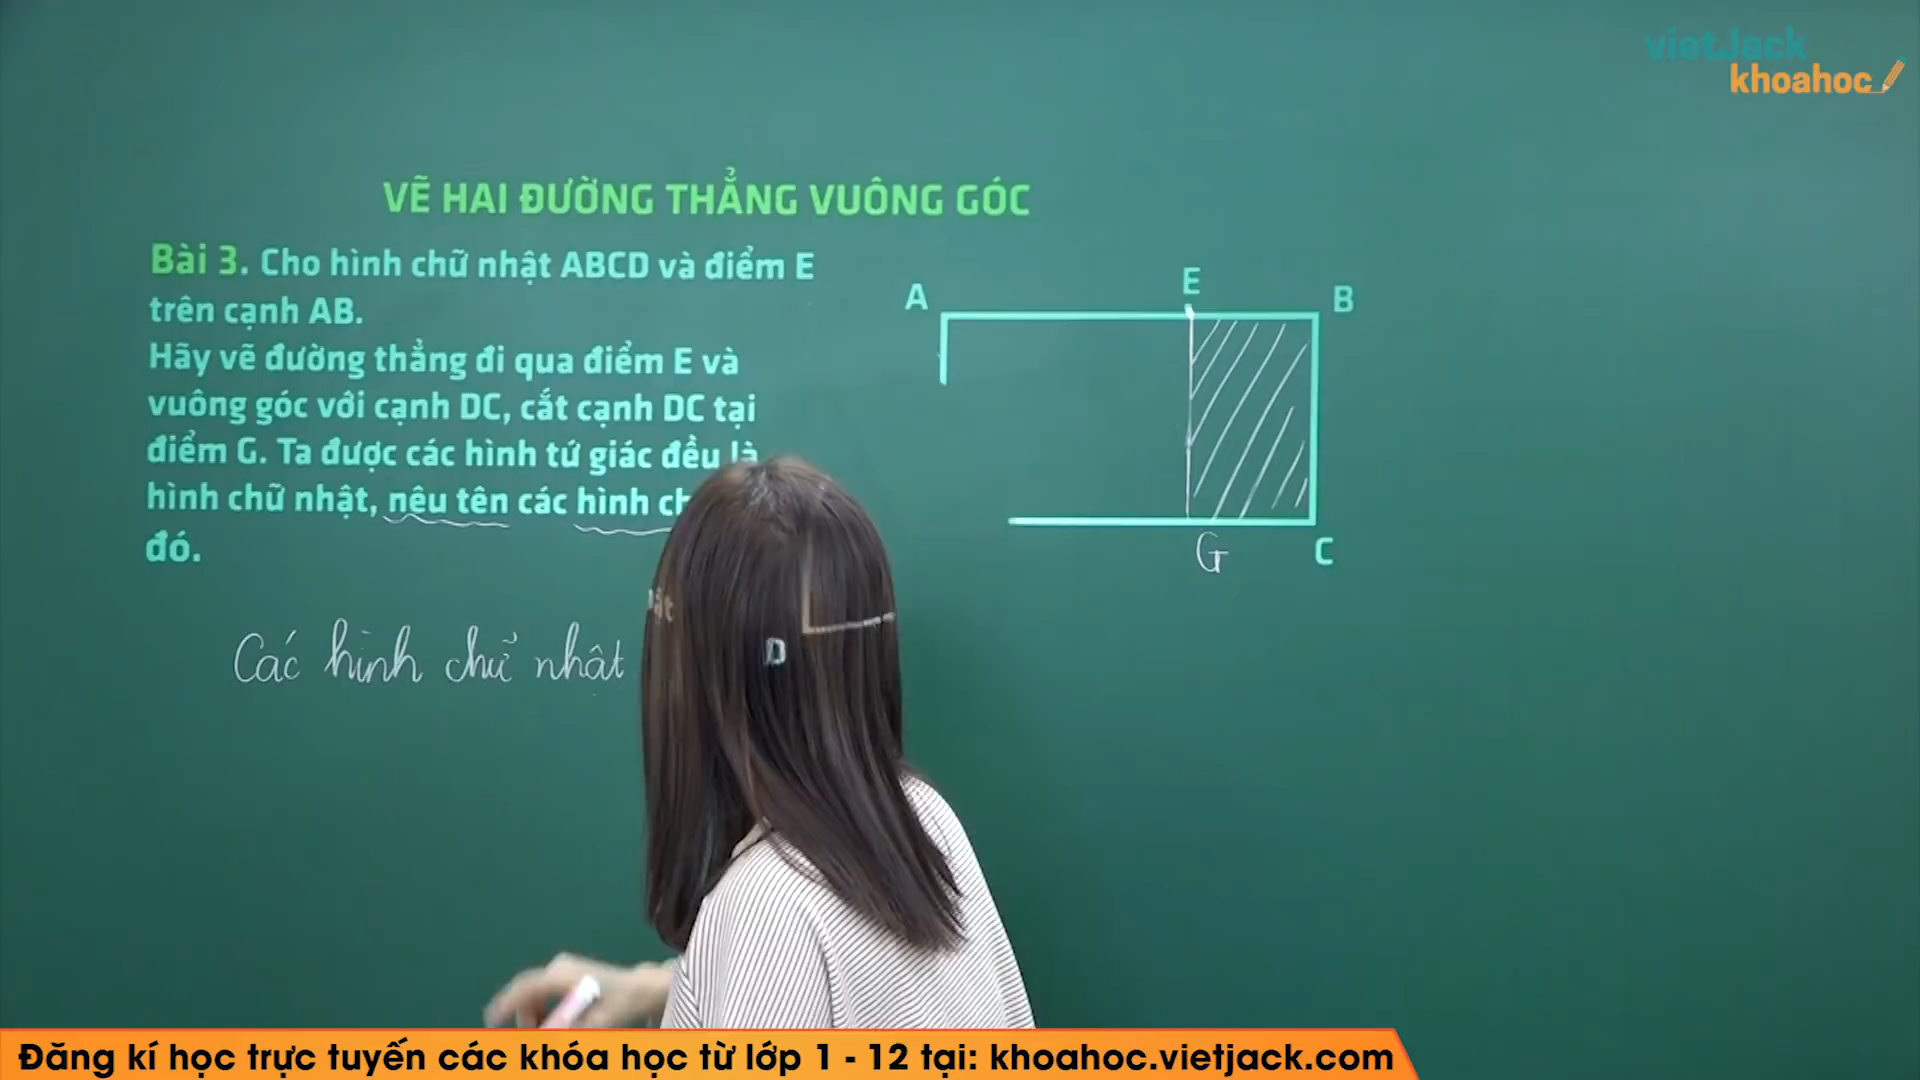 vietJack
khoahoc
VẼ HAI ĐƯỜNG THẲNG VUÔNG GÓC
Bài 3. Cho hình chữ nhật ABCD và điểm E
trên cạnh AB.
Hãy vẽ đường thẳng đi qua điểm E và
vuông góc với cạnh DC, cắt cạnh DC tại
điểm G. Ta được các hình tứ giác đều là
hình chữ nhật, nêu tên các hình
đó.
A
E
B
G
C
D
Các hình chữ nhật
Đăng kí học trực tuyến các khóa học từ lớp 1 - 12 tại: khoahoc.vietjack.com